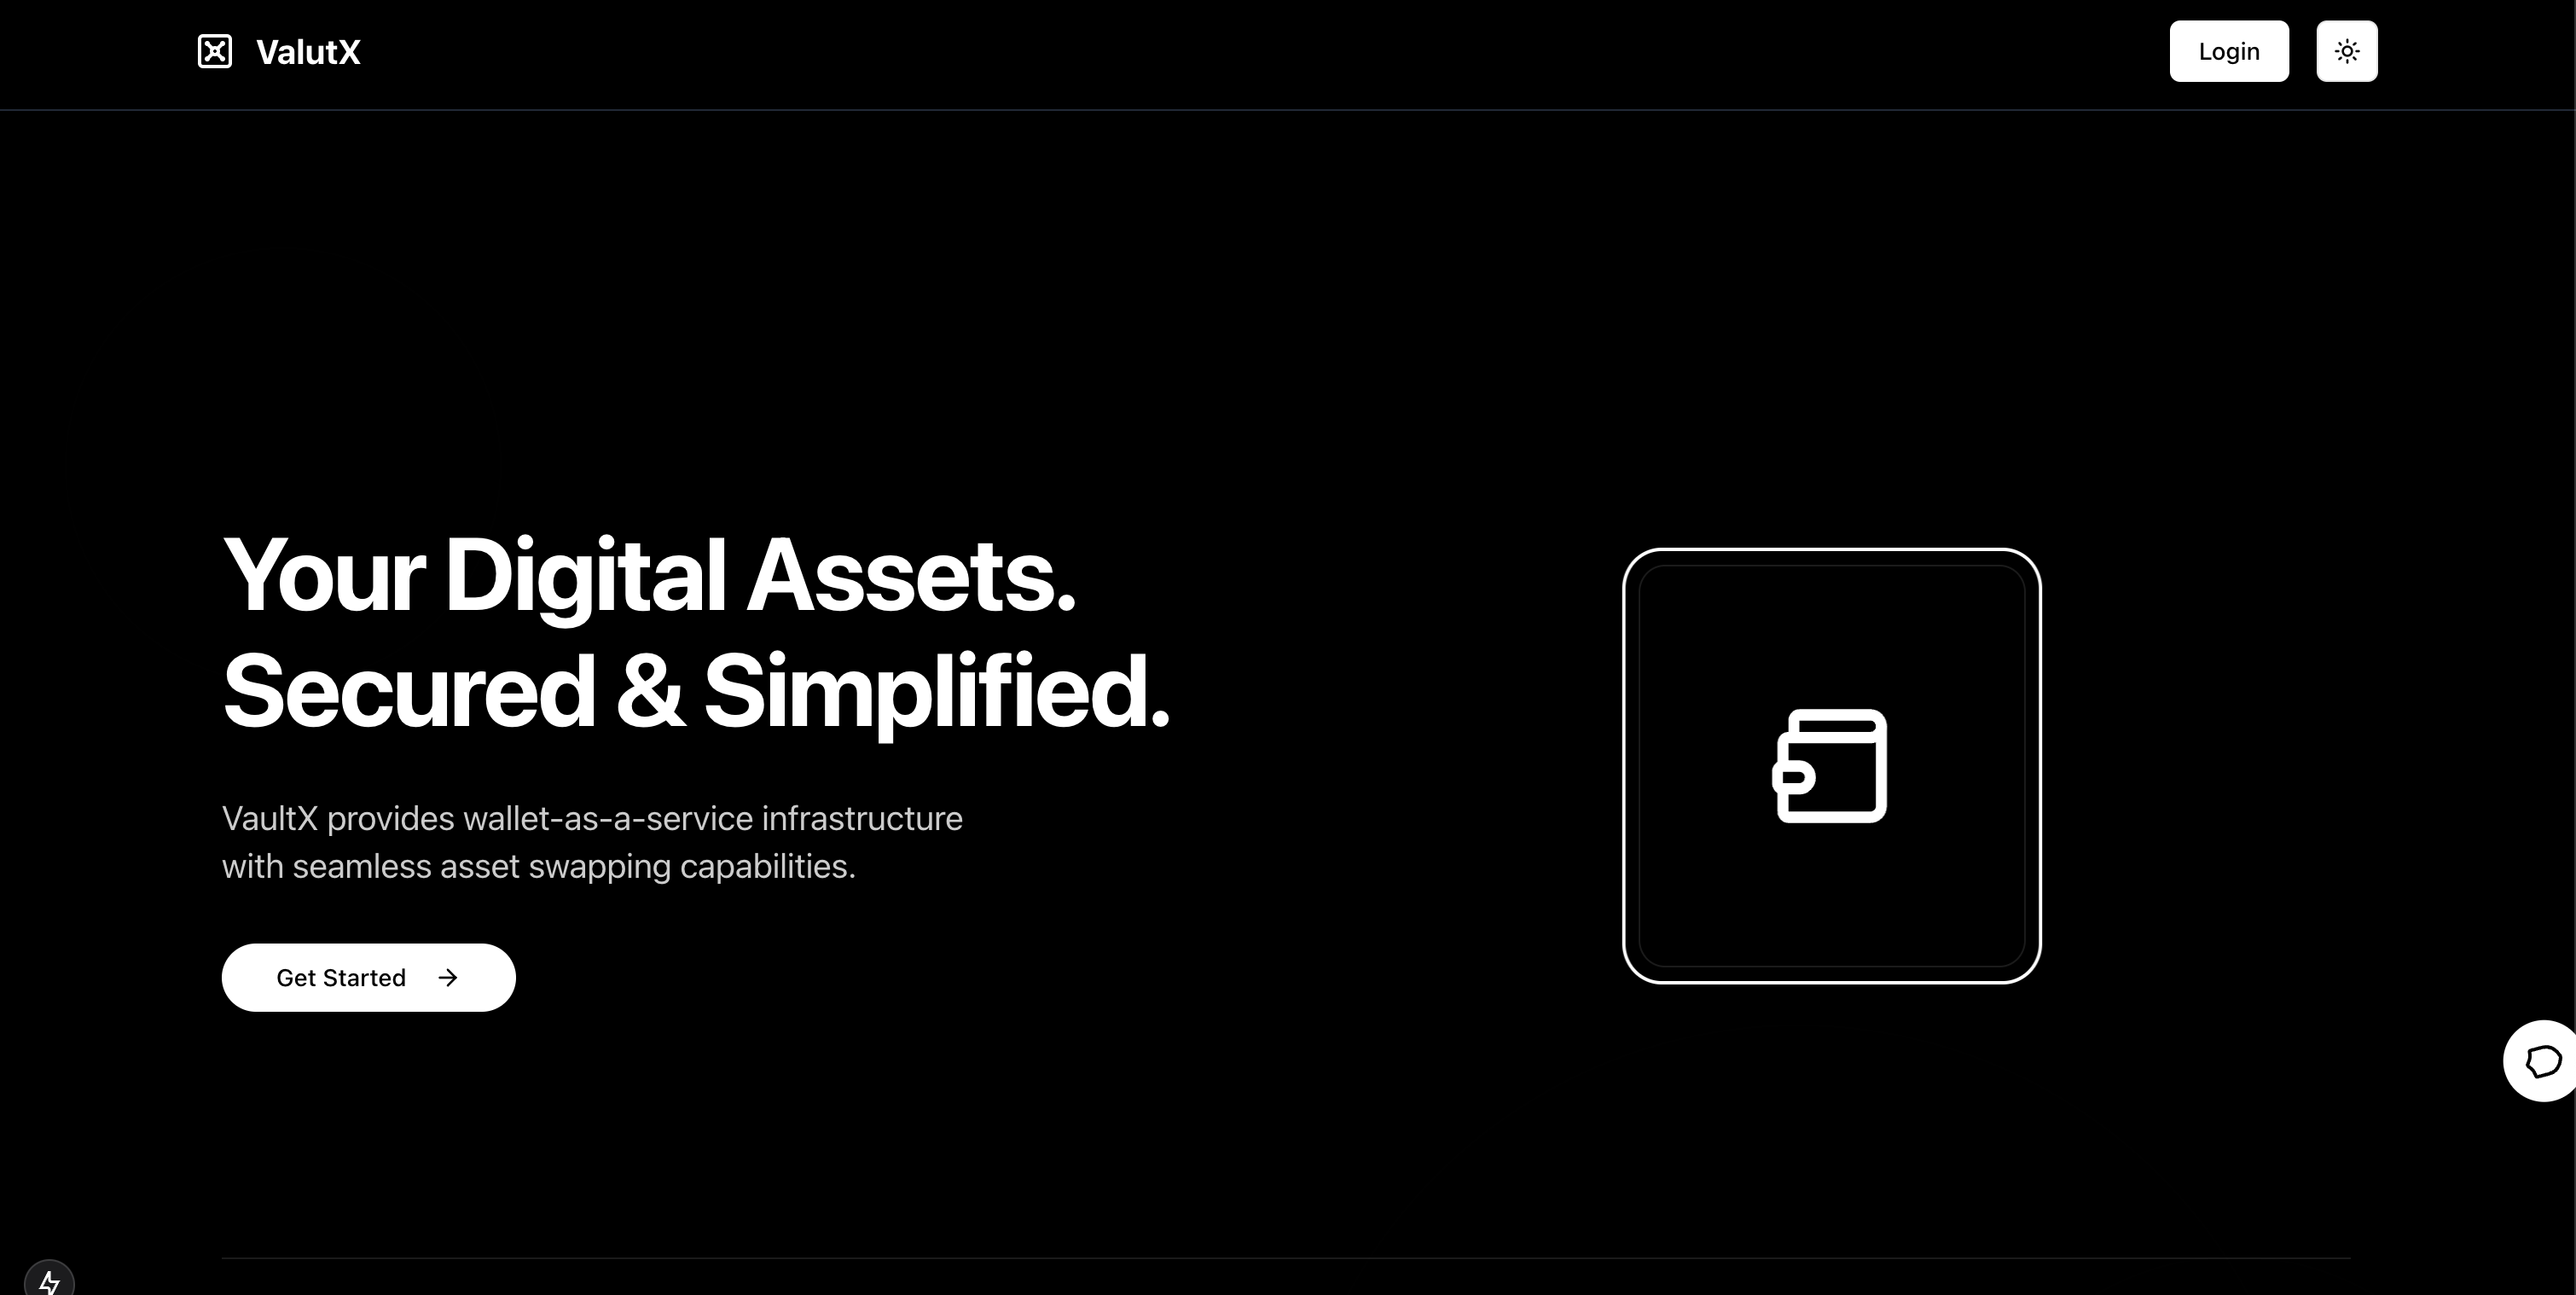 ValutX
Login
Your Digital Assets.
Secured & Simplified.
VaultX provides wallet-as-a-service infrastructure
with seamless asset swapping capabilities.
Get Started